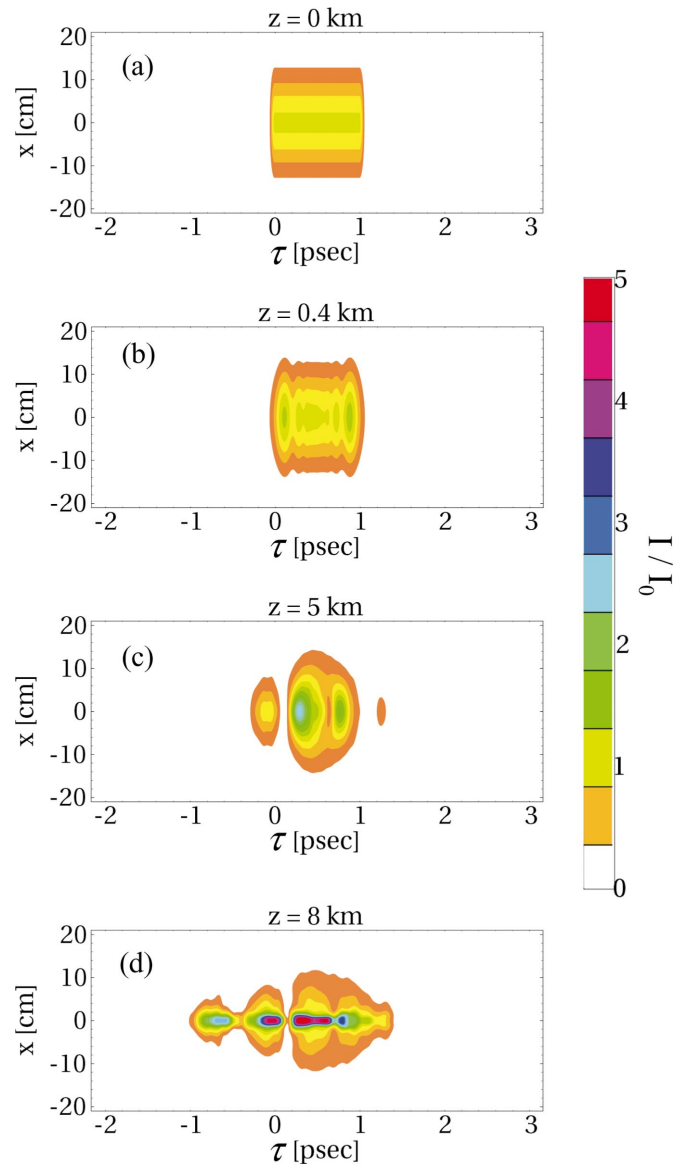 z = 0 km
(a)
20
10
0
-10
-20
x [cm]
-2 -1 0 1 2 3
τ [psec]
z = 0.4 km
(b)
20
10
0
-10
-20
x [cm]
-2 -1 0 1 2 3
τ [psec]
z = 5 km
(c)
20
10
0
-10
-20
x [cm]
-2 -1 0 1 2 3
τ [psec]
z = 8 km
(d)
20
10
0
-10
-20
x [cm]
-2 -1 0 1 2 3
τ [psec]
5
4
3
2
1
0
I / I₀